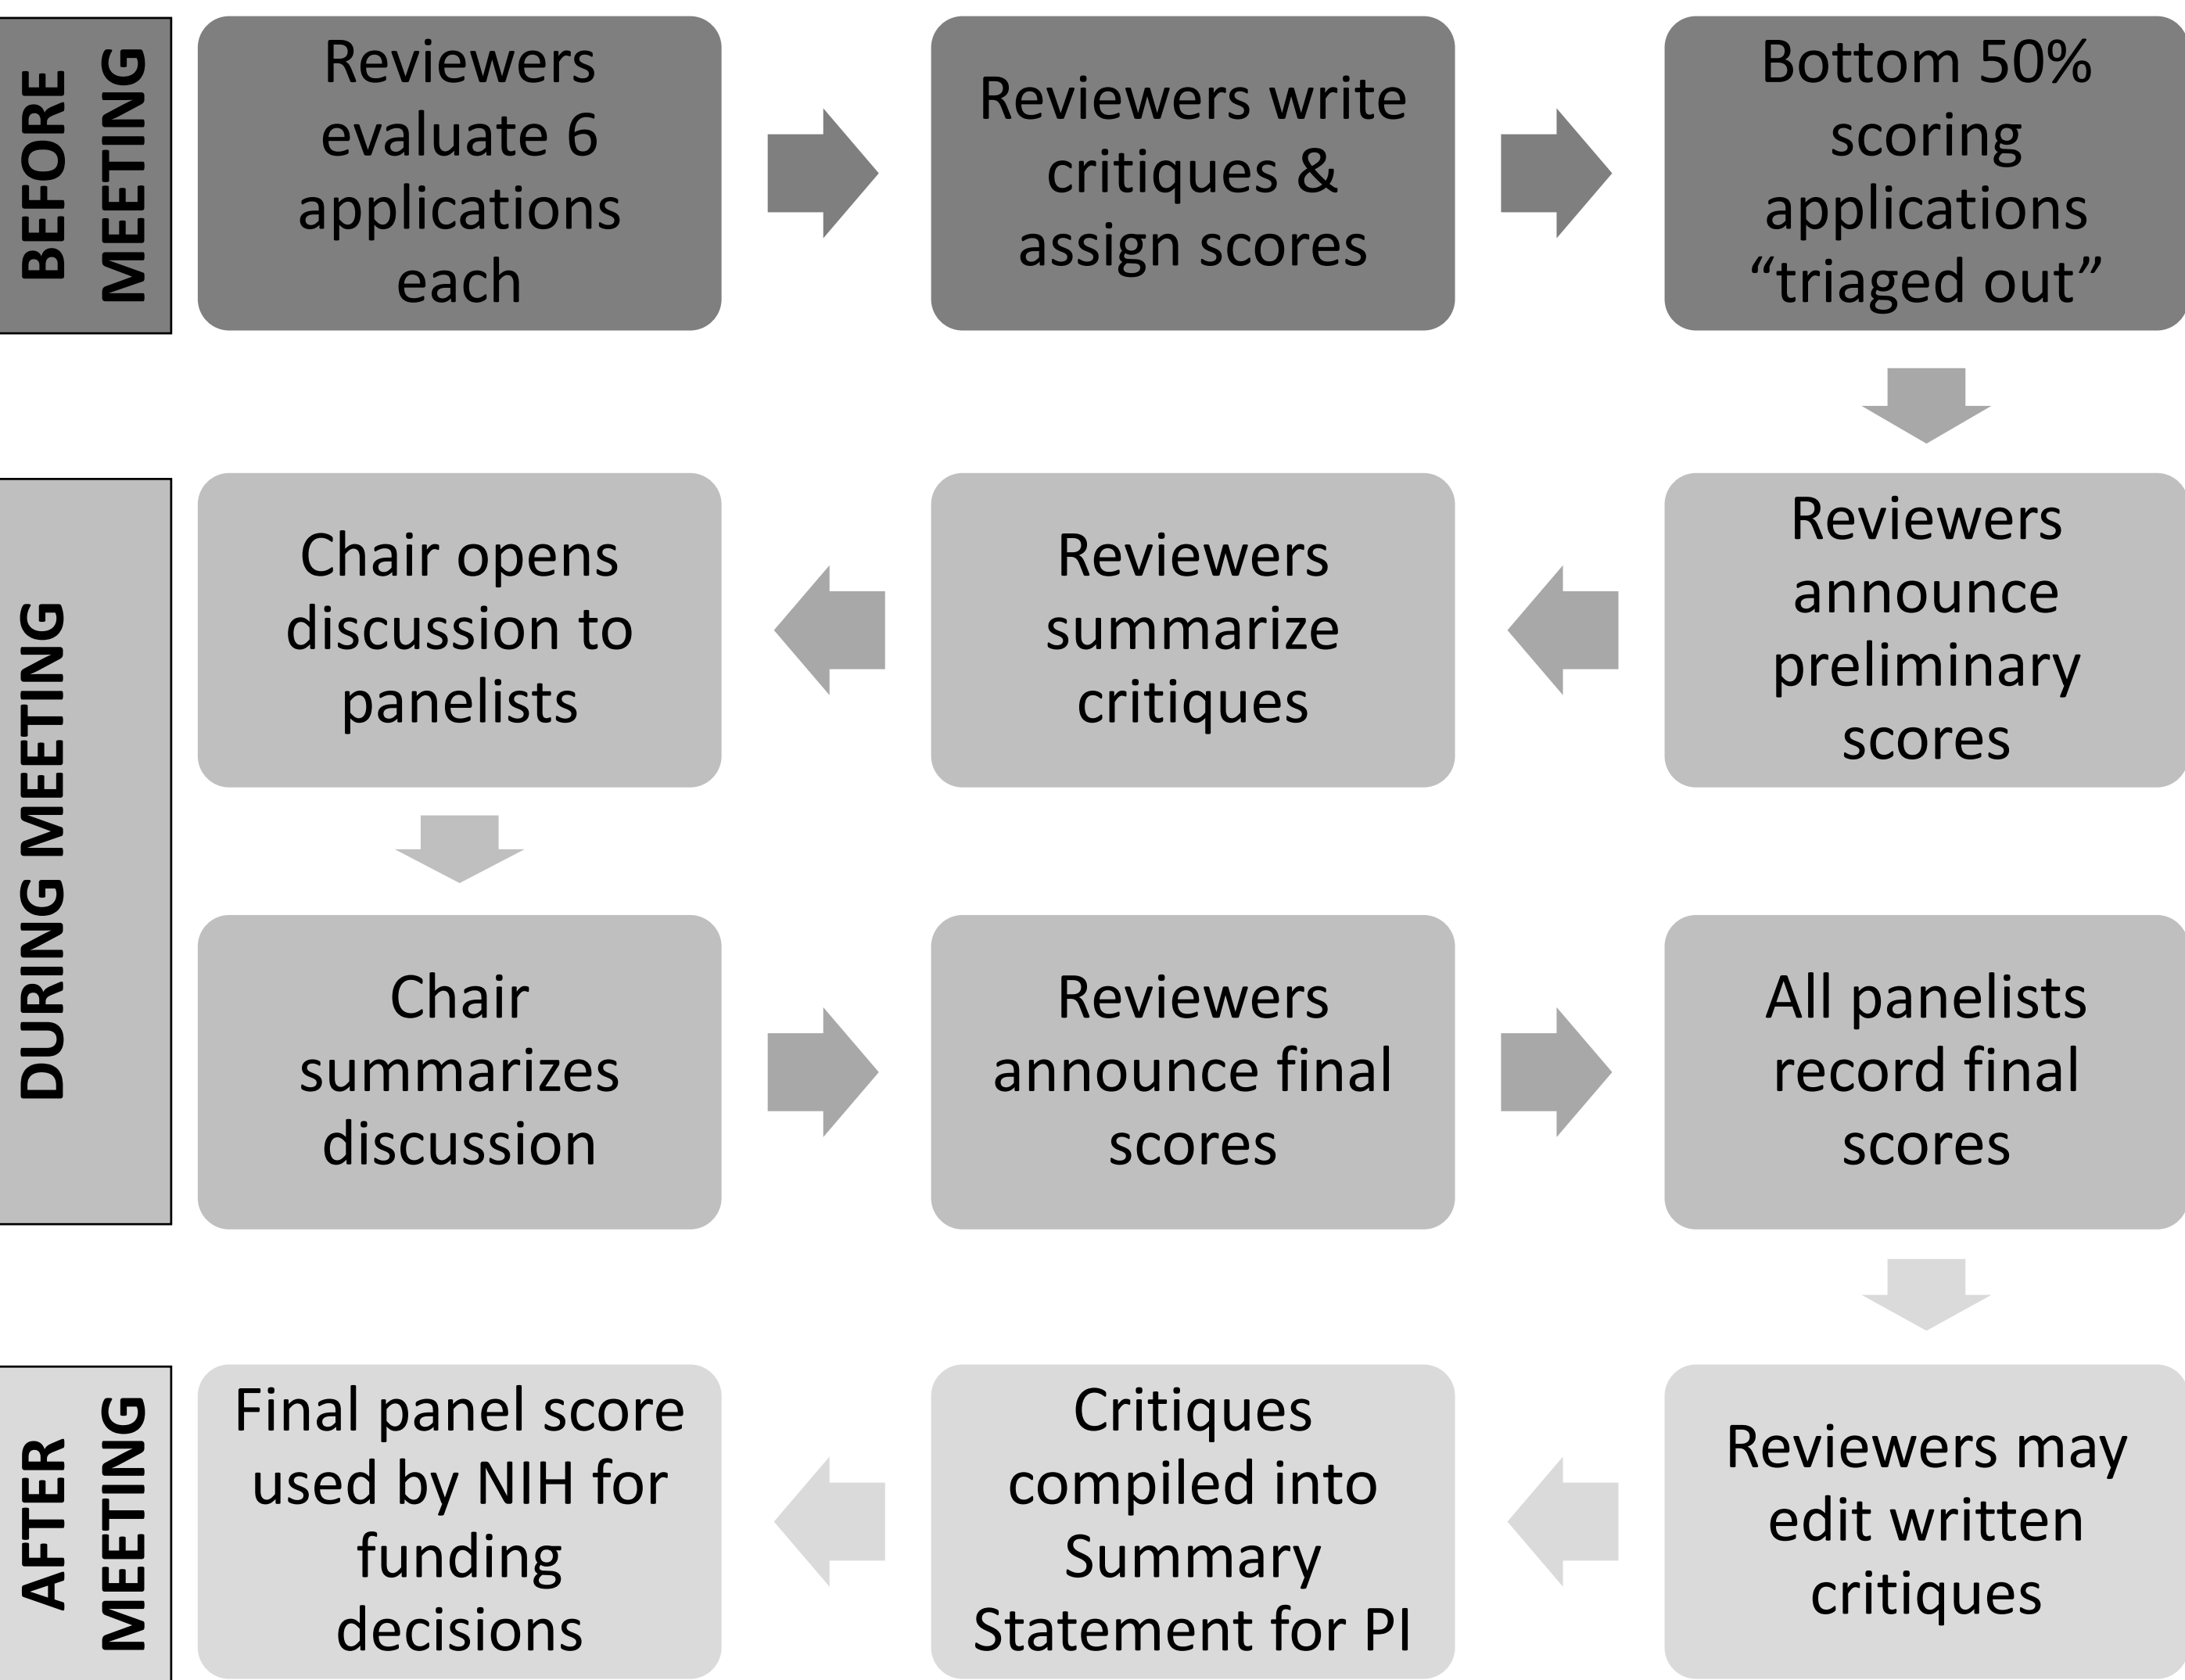 BEFORE
MEETING
Reviewers
evaluate 6
applications
each
Reviewers write
critiques &
assign scores
Bottom 50%
scoring
applications
“triaged out”
DURING MEETING
Reviewers
announce
preliminary
scores
Reviewers
summarize
critiques
Chair opens
discussion to
panelists
Chair
summarizes
discussion
Reviewers
announce final
scores
All panelists
record final
scores
AFTER
MEETING
Reviewers may
edit written
critiques
Critiques
compiled into
Summary
Statement for PI
Final panel score
used by NIH for
funding
decisions